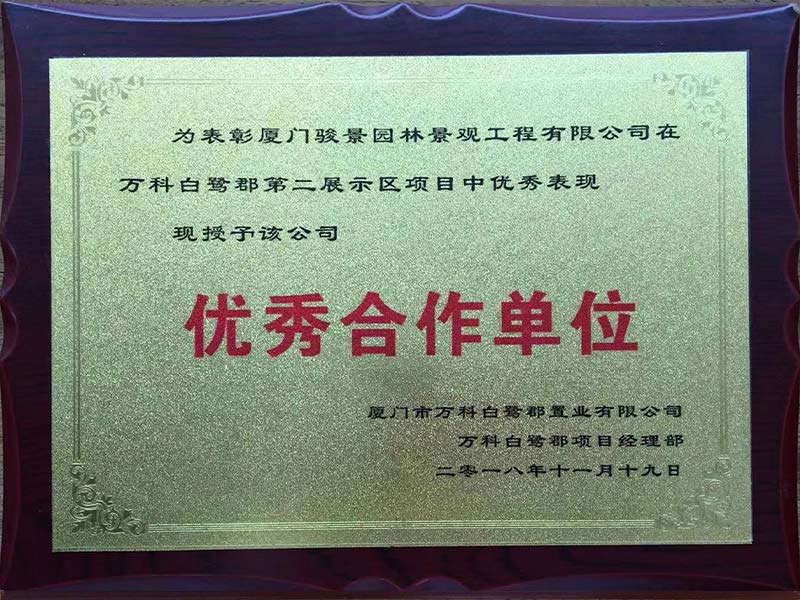 为表彰厦门骏景园林景观工程有限公司在
万科白鹭郡第二展示区项目中优秀表现
现授予该公司
优秀合作单位
厦门市万科白鹭郡置业有限公司
万科白鹭郡项目经理部
二零一八年十一月十九日